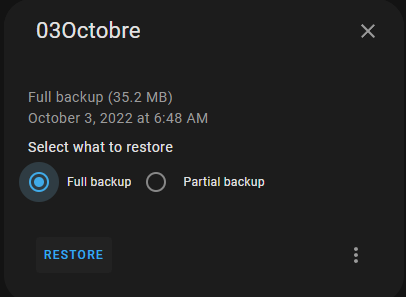 03Octobre
Full backup (35.2 MB)
October 3, 2022 at 6:48 AM
Select what to restore
Full backup Partial backup
RESTORE